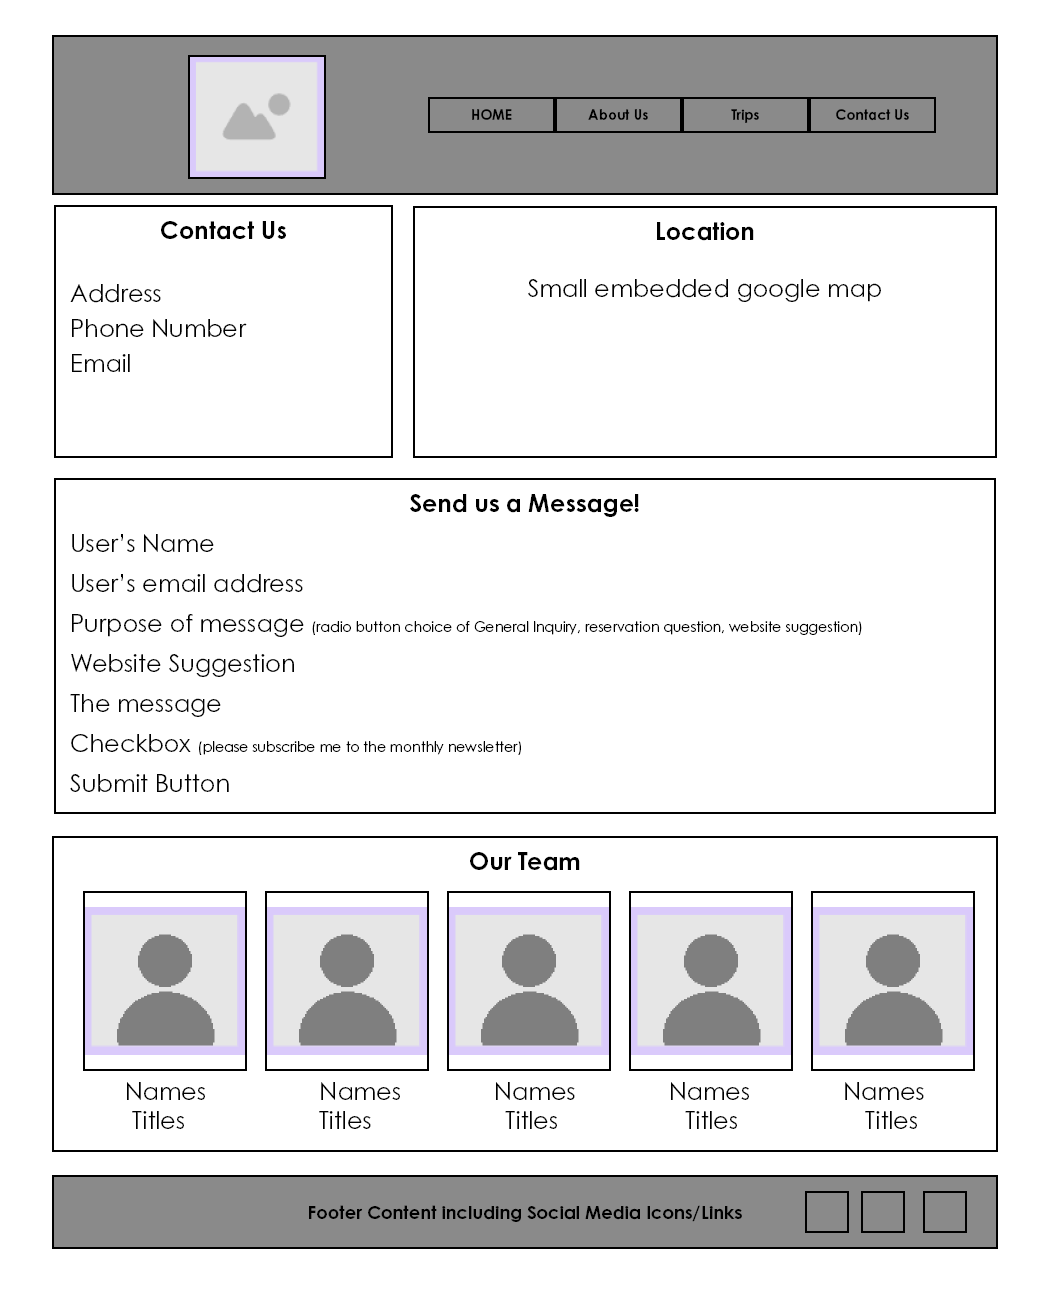 HOME About Us Trips Contact Us
Contact Us
Address
Phone Number
Email
Location
Small embedded google map
Send us a Message!
User’s Name
User’s email address
Purpose of message (radio button choice of General Inquiry, reservation question, website suggestion)
Website Suggestion
The message
Checkbox (please subscribe me to the monthly newsletter)
Submit Button
Our Team
Names Names Names Names Names
Titles Titles Titles Titles Titles
Footer Content including Social Media Icons/Links